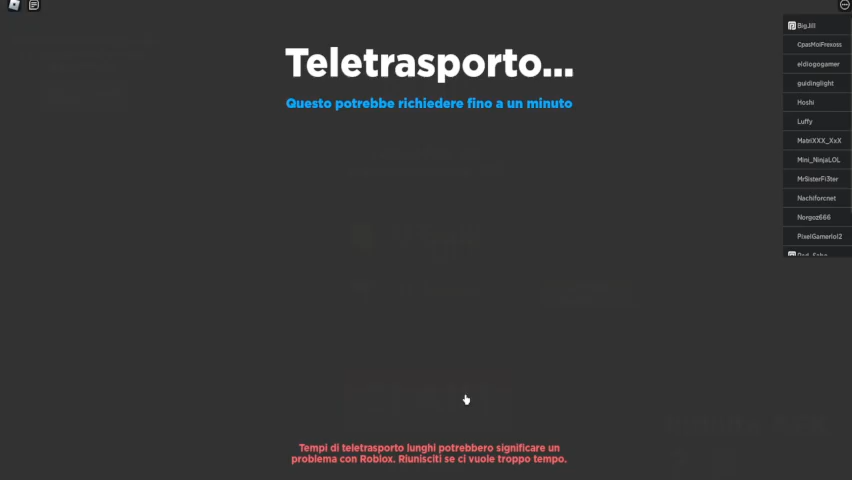 Teletrasporto...
Questo potrebbe richiedere fino a un minuto
BigJill
CpasMoiFrexoss
eldiogogamer
guidinglight
Hoshi
Luffy
MatriXXX_XxX
Mini_NinjaLOL
MrSisterFi3ter
Nachiforcnet
Norgoz666
PixelGamerlol2
Tempi di teletrasporto lunghi potrebbero significare un
problema con Roblox. Riunisciti se ci vuole troppo tempo.